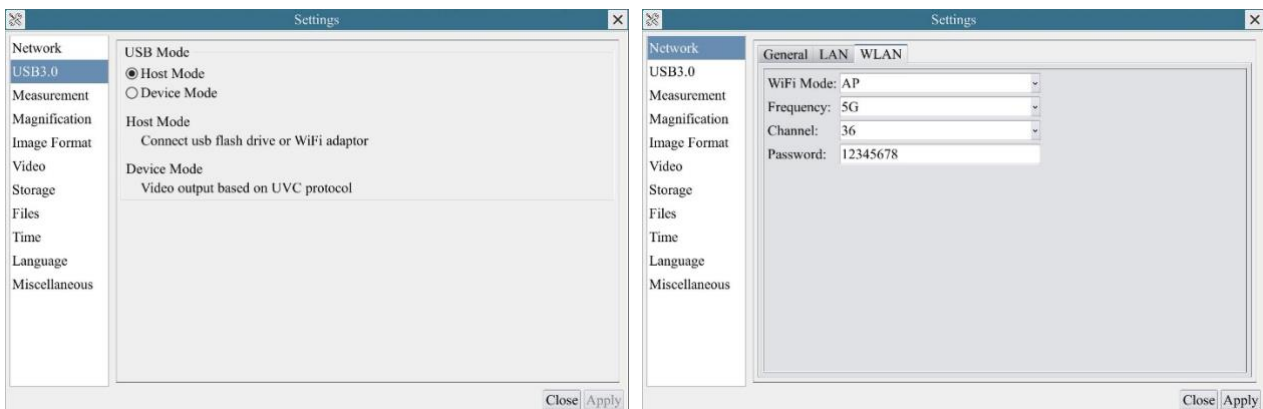 Settings
Network
USB3.0
Measurement
Magnification
Image Format
Video
Storage
Files
Time
Language
Miscellaneous
USB Mode
Host Mode
Device Mode
Host Mode
Connect usb flash drive or WiFi adaptor
Device Mode
Video output based on UVC protocol
Close Apply
Settings
Network
USB3.0
Measurement
Magnification
Image Format
Video
Storage
Files
Time
Language
Miscellaneous
General LAN WLAN
WiFi Mode: AP
Frequency: 5G
Channel: 36
Password: 12345678
Close Apply